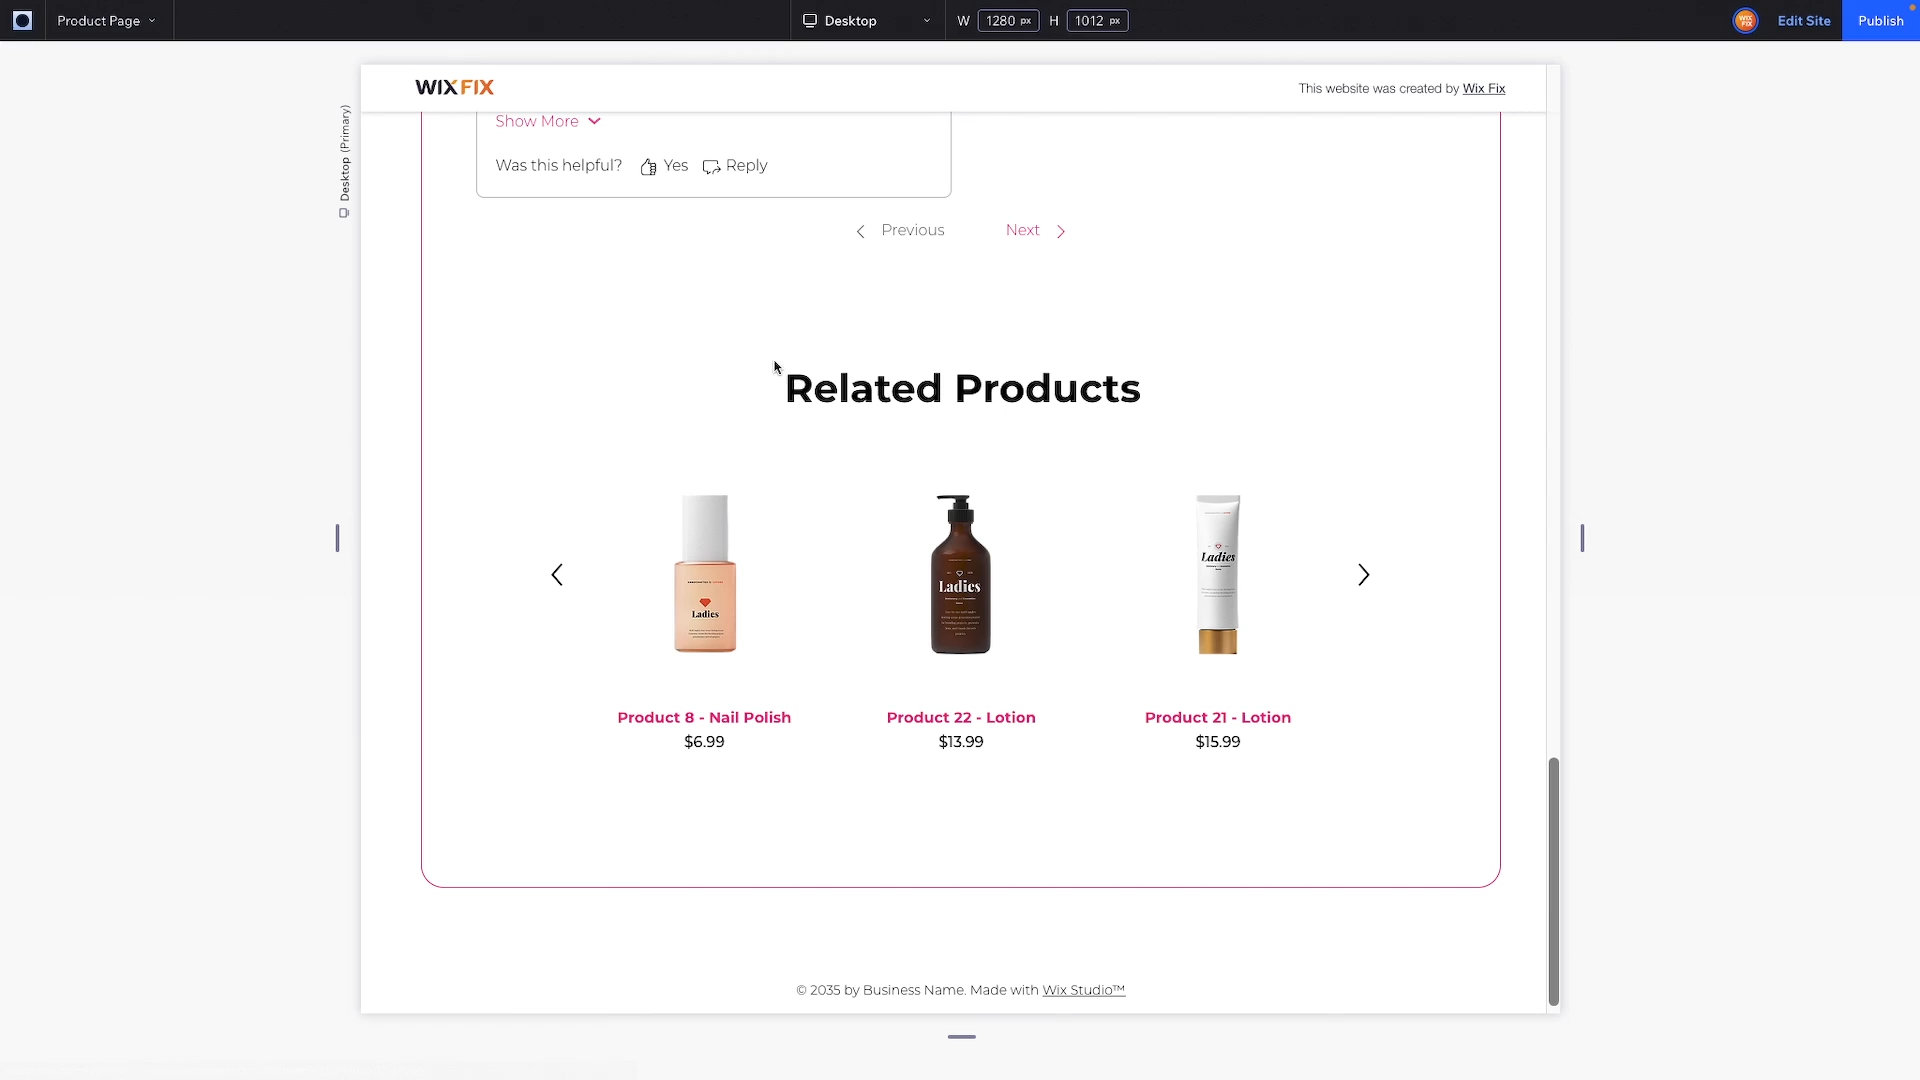 Product Page
Desktop
W 1280 px H 1012 px
WIX FIX
Edit Site
Publish
Desktop (Primary)
WIXFIX
This website was created by Wix Fix
Show More
Was this helpful? Yes Reply
Previous Next
Related Products
Ladies
Ladies
Ladies
Product 8 - Nail Polish
$6.99
Product 22 - Lotion
$13.99
Product 21 - Lotion
$15.99
© 2035 by Business Name. Made with Wix Studio™